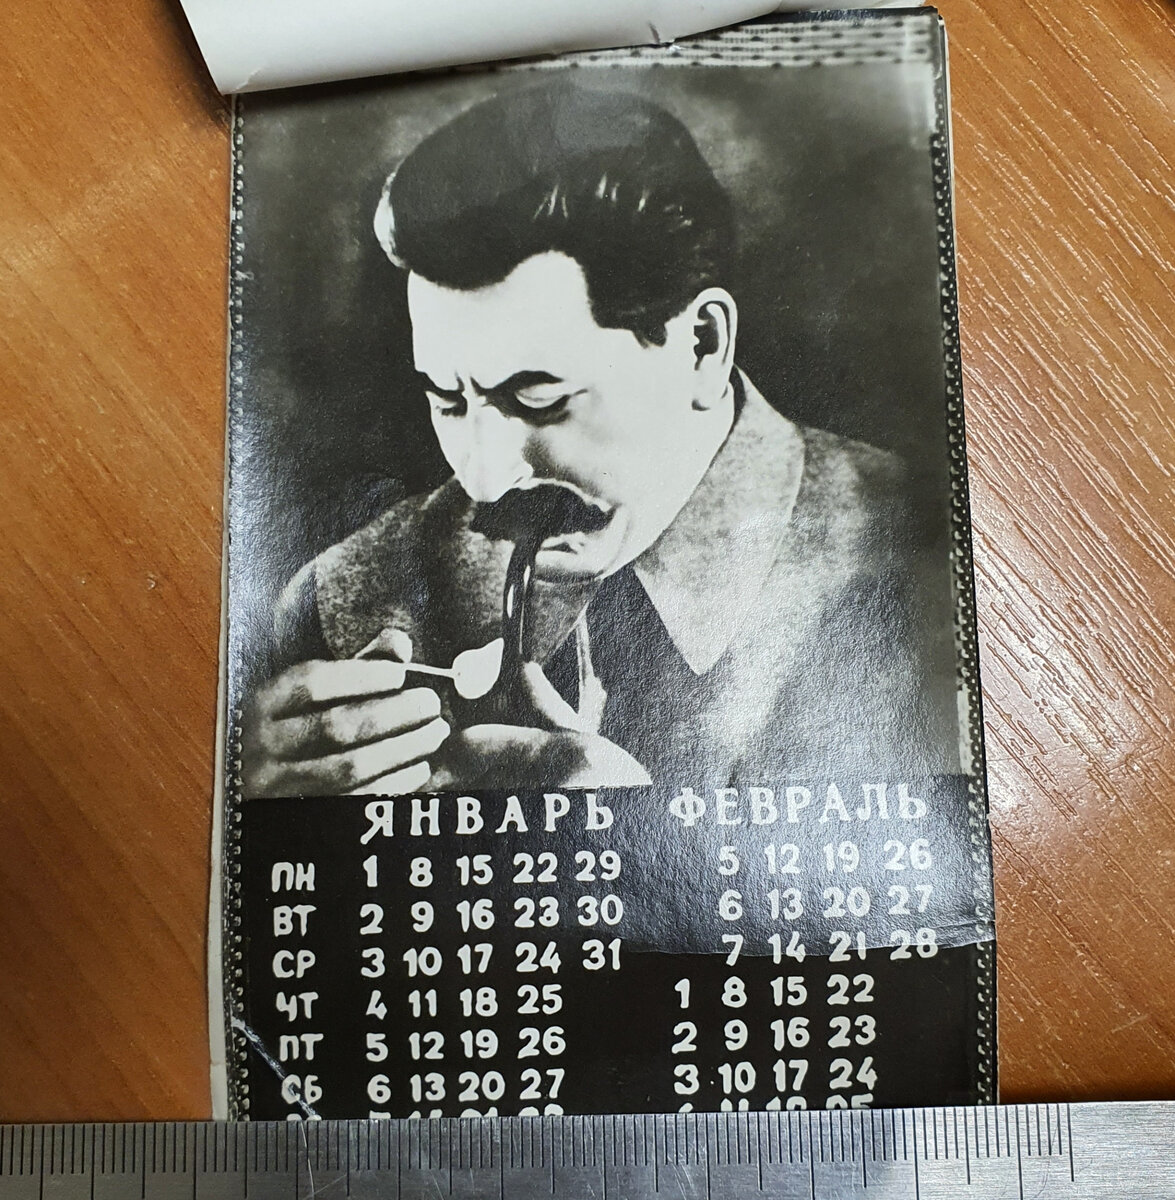 ЯНВАРЬ ФЕВРАЛЬ
ПН 1 8 15 22 29 5 12 19 26
ВТ 2 9 16 23 30 6 13 20 27
СР 3 10 17 24 31 7 14 21 28
ЧТ 4 11 18 25 1 8 15 22
ПТ 5 12 19 26 2 9 16 23
СБ 6 13 20 27 3 10 17 24